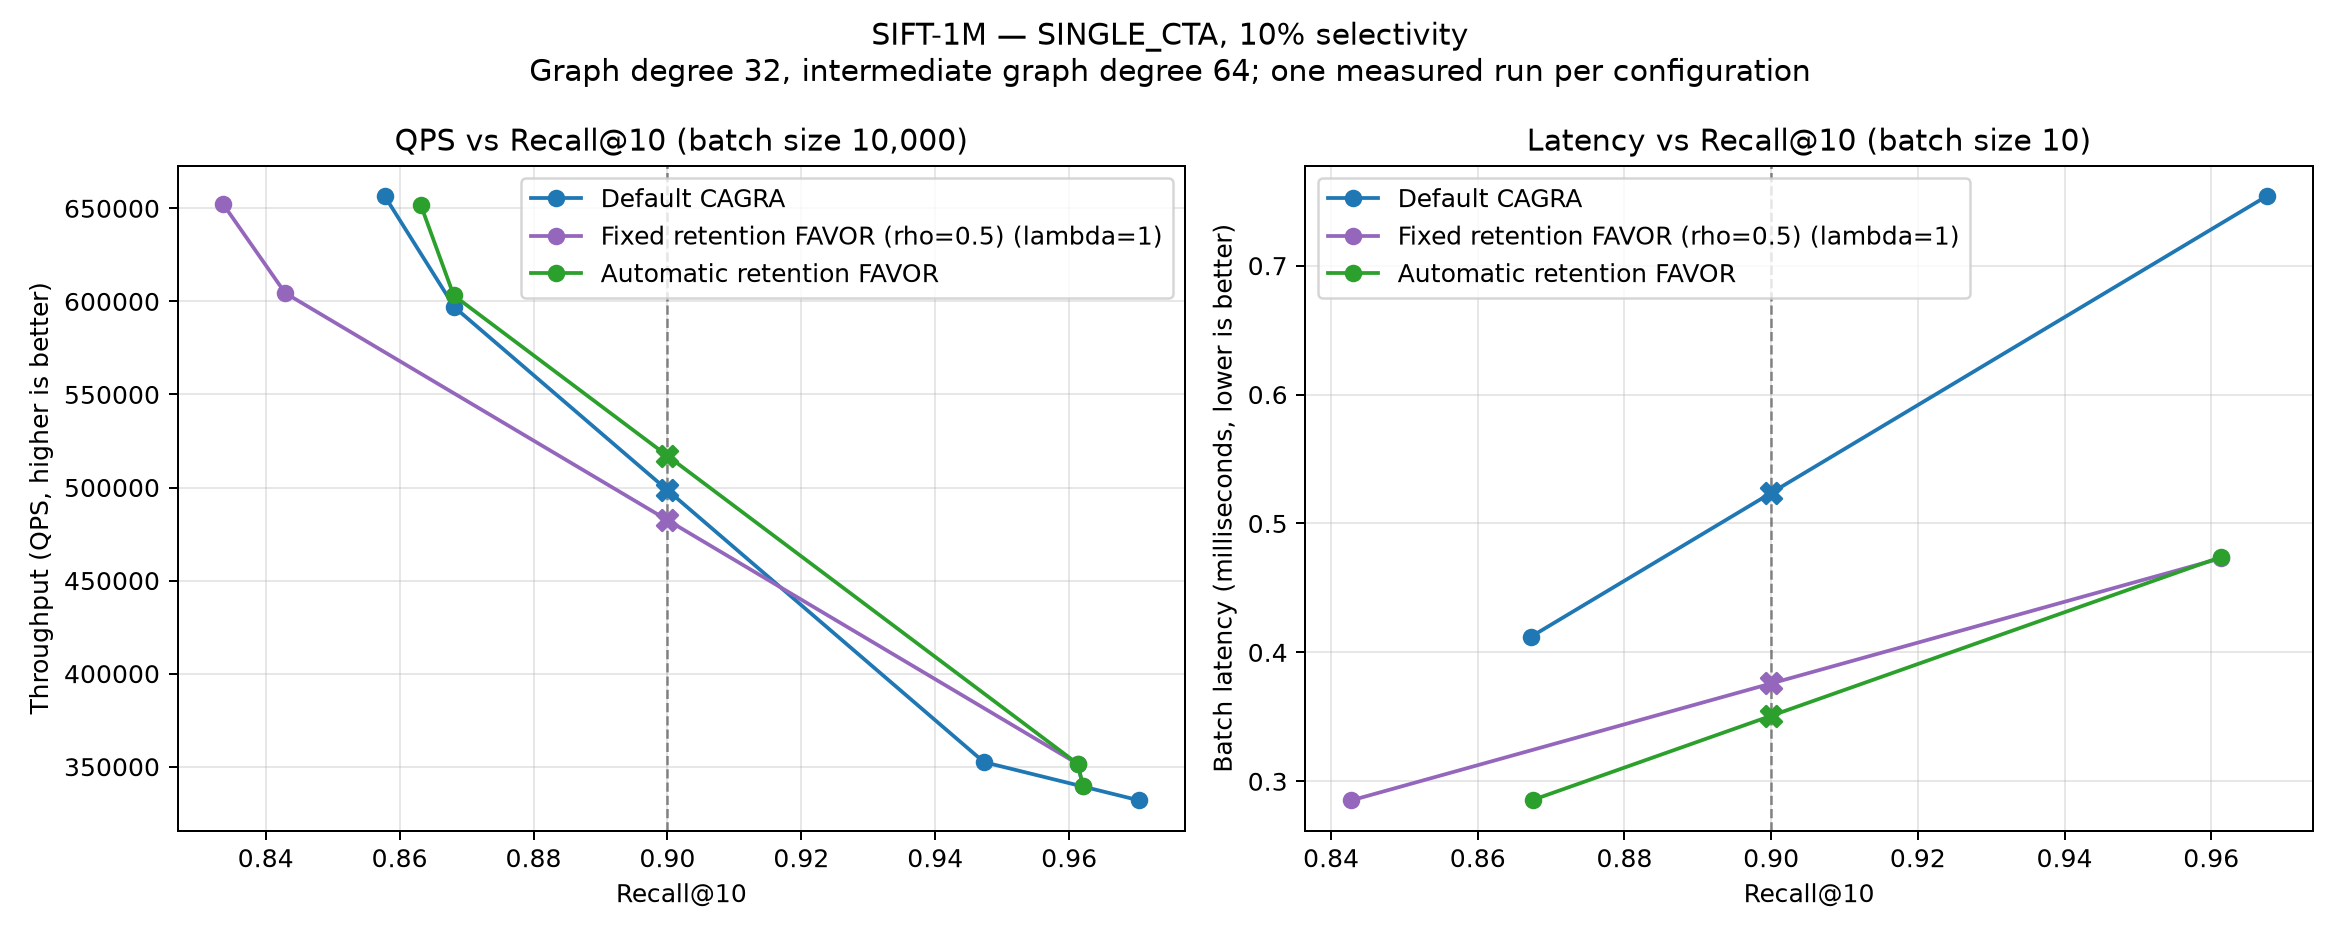 SIFT-1M — SINGLE_CTA, 10% selectivity
Graph degree 32, intermediate graph degree 64; one measured run per configuration
QPS vs Recall@10 (batch size 10,000)
Default CAGRA
Fixed retention FAVOR (rho=0.5) (lambda=1)
Automatic retention FAVOR
Throughput (QPS, higher is better)
650000
600000
550000
500000
450000
400000
350000
0.84 0.86 0.88 0.90 0.92 0.94 0.96
Recall@10
Latency vs Recall@10 (batch size 10)
Default CAGRA
Fixed retention FAVOR (rho=0.5) (lambda=1)
Automatic retention FAVOR
Batch latency (milliseconds, lower is better)
0.7
0.6
0.5
0.4
0.3
0.84 0.86 0.88 0.90 0.92 0.94 0.96
Recall@10